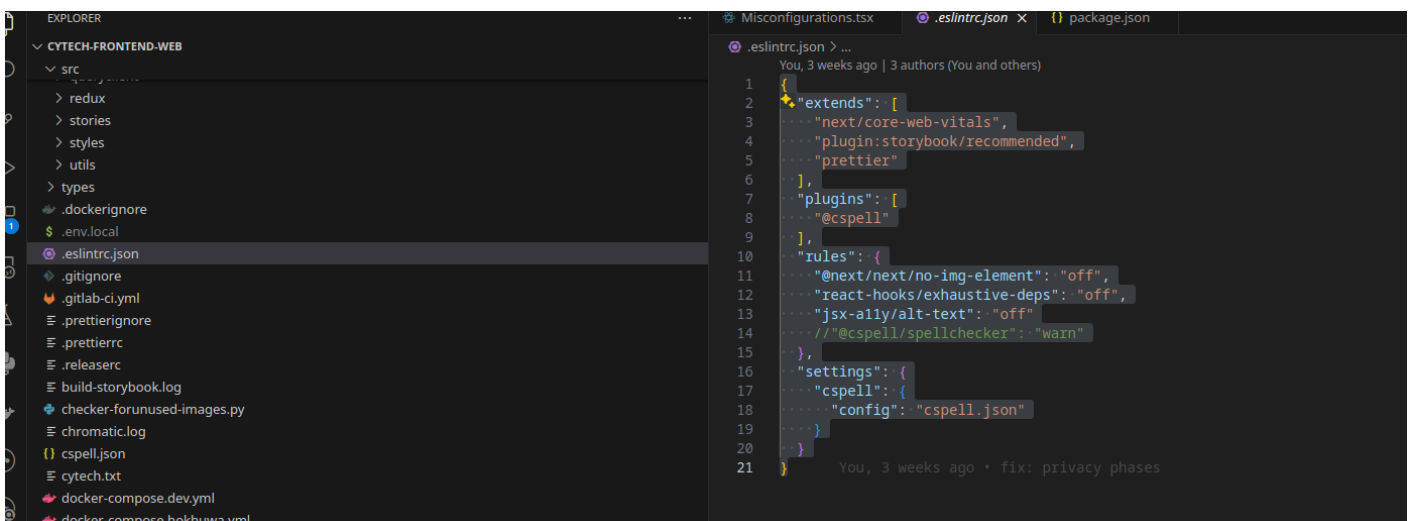 EXPLORER
...
CYTECH-FRONTEND-WEB
src
redux
stories
styles
utils
types
.dockerignore
.env.local
.eslintrc.json
.gitignore
.gitlab-ci.yml
.prettierignore
.prettierrc
.releaserc
build-storybook.log
checker-forunused-images.py
chromatic.log
cspell.json
cytech.txt
docker-compose.dev.yml
docker-compose.hokhuwa.yml
1
Misconfigurations.tsx
.eslintrc.json
package.json
.eslintrc.json > ...
You, 3 weeks ago | 3 authors (You and others)
1 {
2 "extends": [
3 "next/core-web-vitals",
4 "plugin:storybook/recommended",
5 "prettier"
6 ],
7 "plugins": [
8 "@cspell"
9 ],
10 "rules": {
11 "@next/next/no-img-element": "off",
12 "react-hooks/exhaustive-deps": "off",
13 "jsx-a11y/alt-text": "off"
14 //"@cspell/spellchecker": "warn"
15 },
16 "settings": {
17 "cspell": {
18 "config": "cspell.json"
19 }
20 }
21 } You, 3 weeks ago • fix: privacy phases